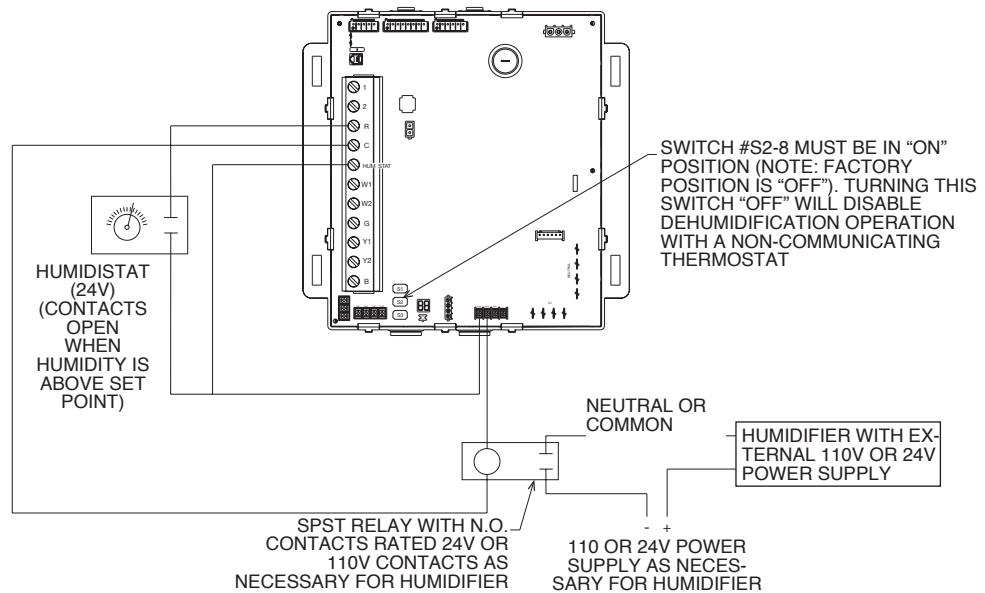 1
2
R
C
HUM STAT
W1
W2
G
Y1
Y2
B
S1
S2
S3
NEUTRAL
SWITCH #S2-8 MUST BE IN “ON”
POSITION (NOTE: FACTORY
POSITION IS “OFF”). TURNING THIS
SWITCH “OFF” WILL DISABLE
DEHUMIDIFICATION OPERATION
WITH A NON-COMMUNICATING
THERMOSTAT
HUMIDISTAT
(24V)
(CONTACTS
OPEN
WHEN
HUMIDITY IS
ABOVE SET
POINT)
NEUTRAL OR
COMMON
HUMIDIFIER WITH EX-
TERNAL 110V OR 24V
POWER SUPPLY
- +
SPST RELAY WITH N.O.
CONTACTS RATED 24V OR
110V CONTACTS AS
NECESSARY FOR HUMIDIFIER
110 OR 24V POWER
SUPPLY AS NECES-
SARY FOR HUMIDIFIER